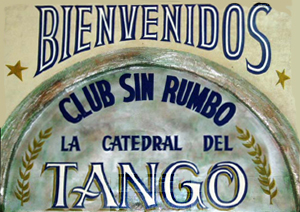 BIENVENIDOS
CLUB SIN RUMBO
LA CATEDRAL DEL
TANGO